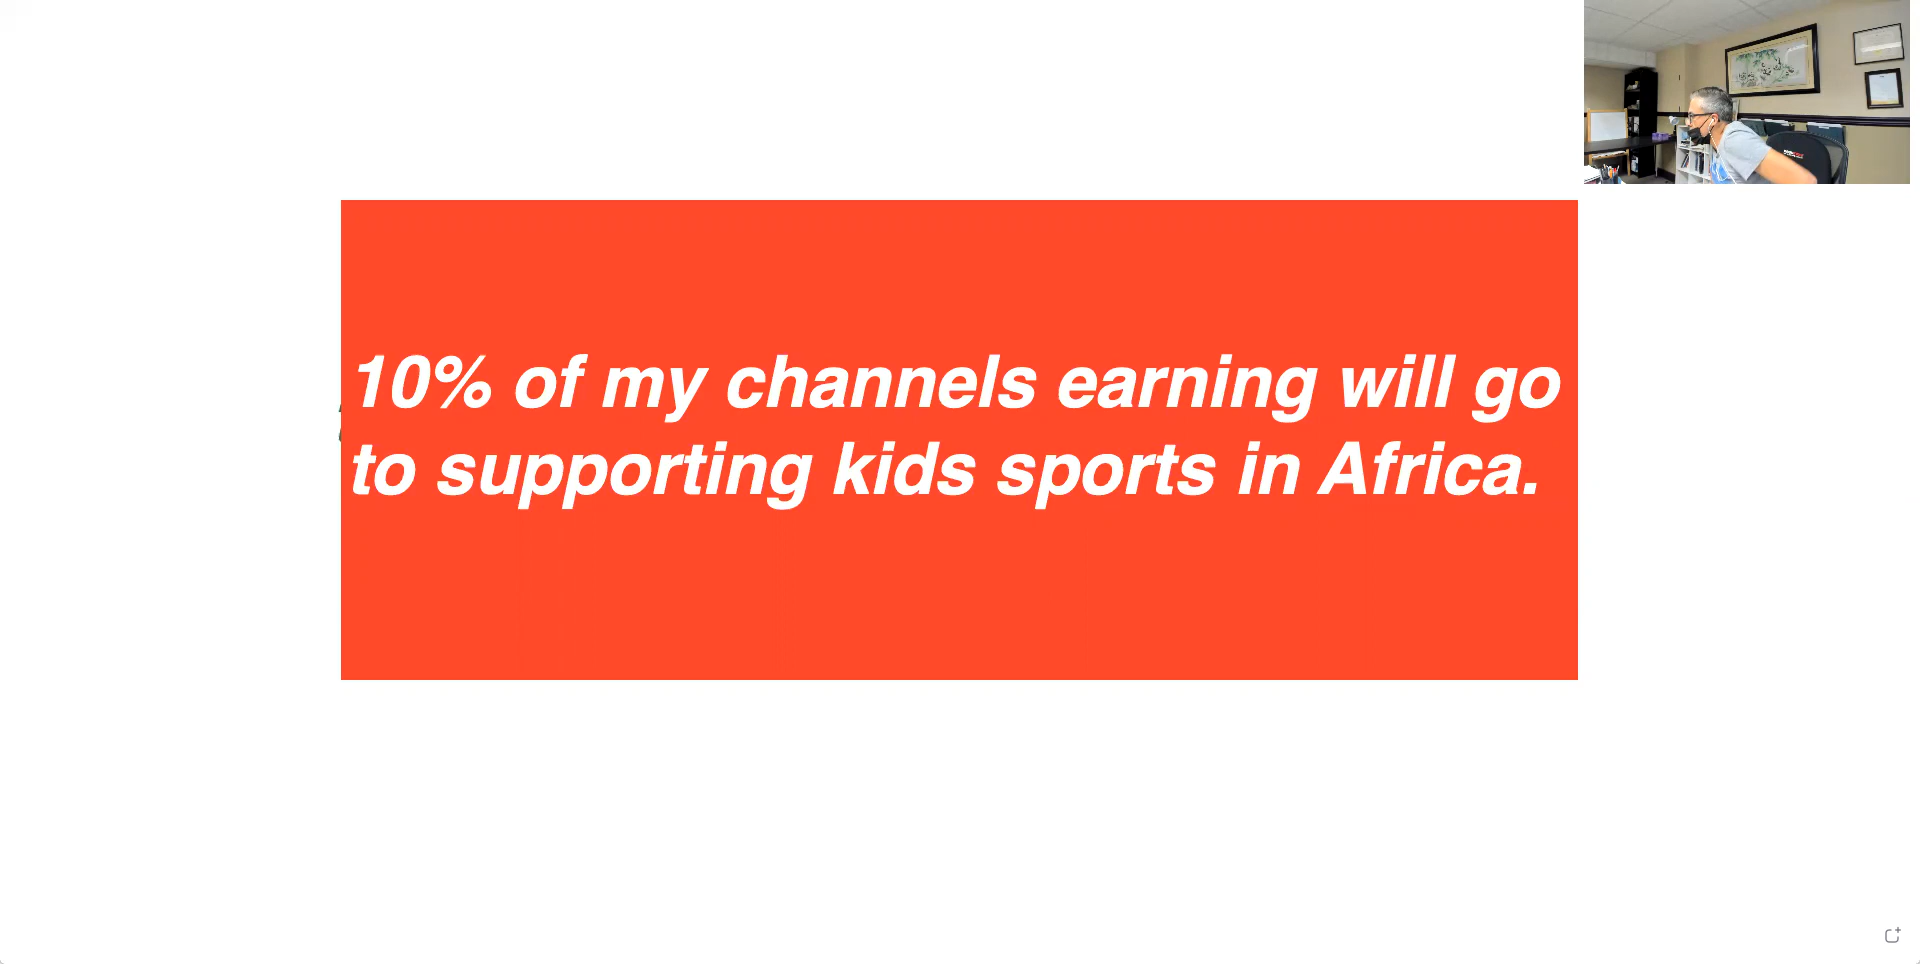 10% of my channels earning will go
to supporting kids sports in Africa.